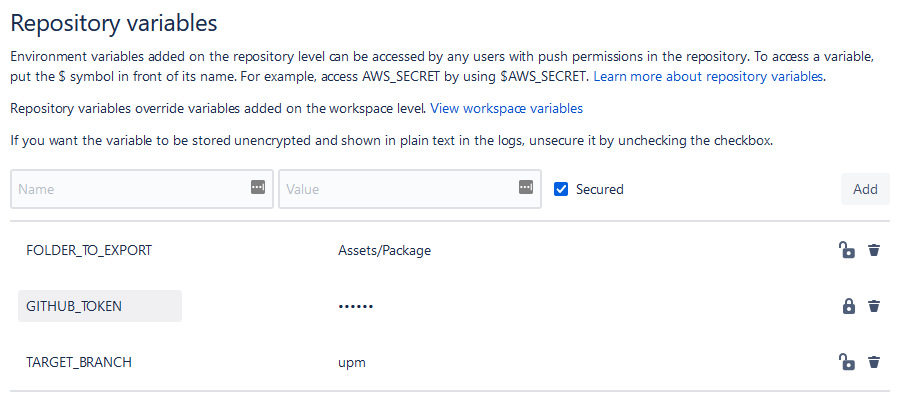 Repository variables
Environment variables added on the repository level can be accessed by any users with push permissions in the repository. To access a variable,
put the $ symbol in front of its name. For example, access AWS_SECRET by using $AWS_SECRET. Learn more about repository variables.
Repository variables override variables added on the workspace level. View workspace variables
If you want the variable to be stored unencrypted and shown in plain text in the logs, unsecure it by unchecking the checkbox.
Name Value Secured Add
FOLDER_TO_EXPORT Assets/Package
GITHUB_TOKEN ••••••
TARGET_BRANCH upm